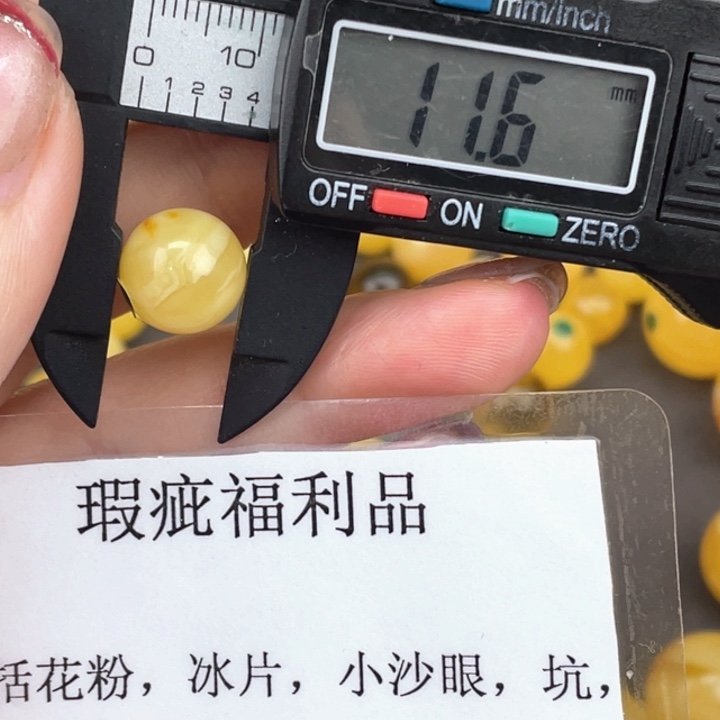 mm/inch
0 10
1 2 3 4
11.6 mm
OFF ON ZERO
瑕疵福利品
括花粉，冰片，小沙眼，坑，